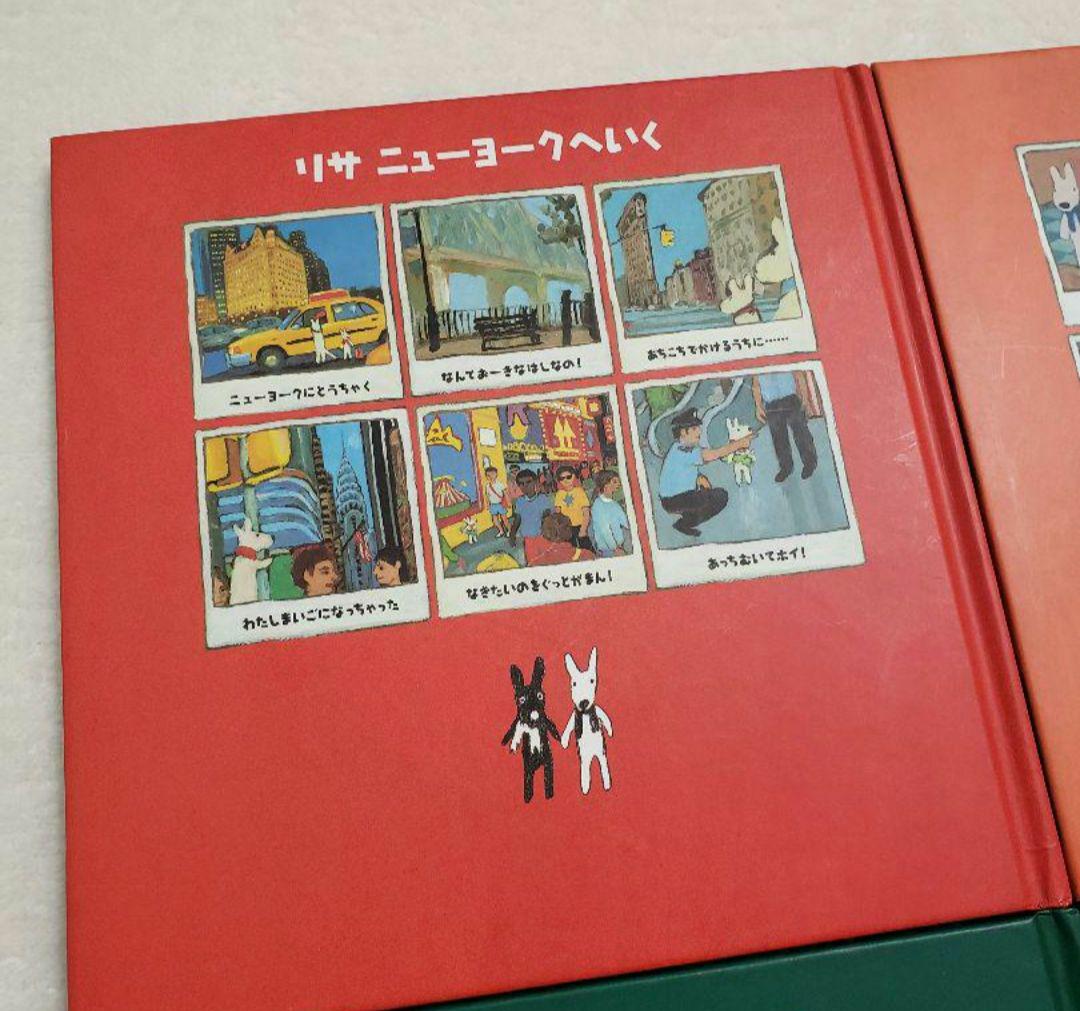 リサ ニューヨークへいく
ニューヨークにとうちゃく
なんておーきなはしなの!
あちこちでかけるうちに……
わたしまいごになっちゃった
なきたいのをぐっとがまん!
あっちむいてホイ!